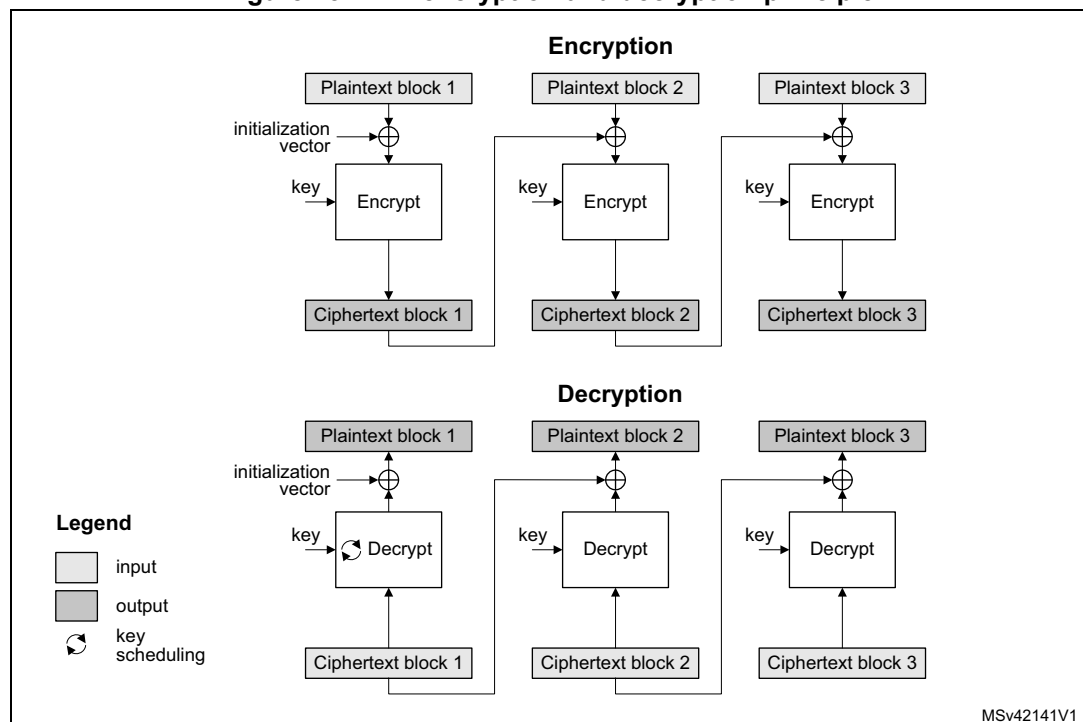 Encryption
Plaintext block 1
Plaintext block 2
Plaintext block 3
initialization
vector
key
Encrypt
key
Encrypt
key
Encrypt
Ciphertext block 1
Ciphertext block 2
Ciphertext block 3
Decryption
Plaintext block 1
Plaintext block 2
Plaintext block 3
initialization
vector
key
Decrypt
key
Decrypt
key
Decrypt
Ciphertext block 1
Ciphertext block 2
Ciphertext block 3
Legend
input
output
key
scheduling
MSv42141V1